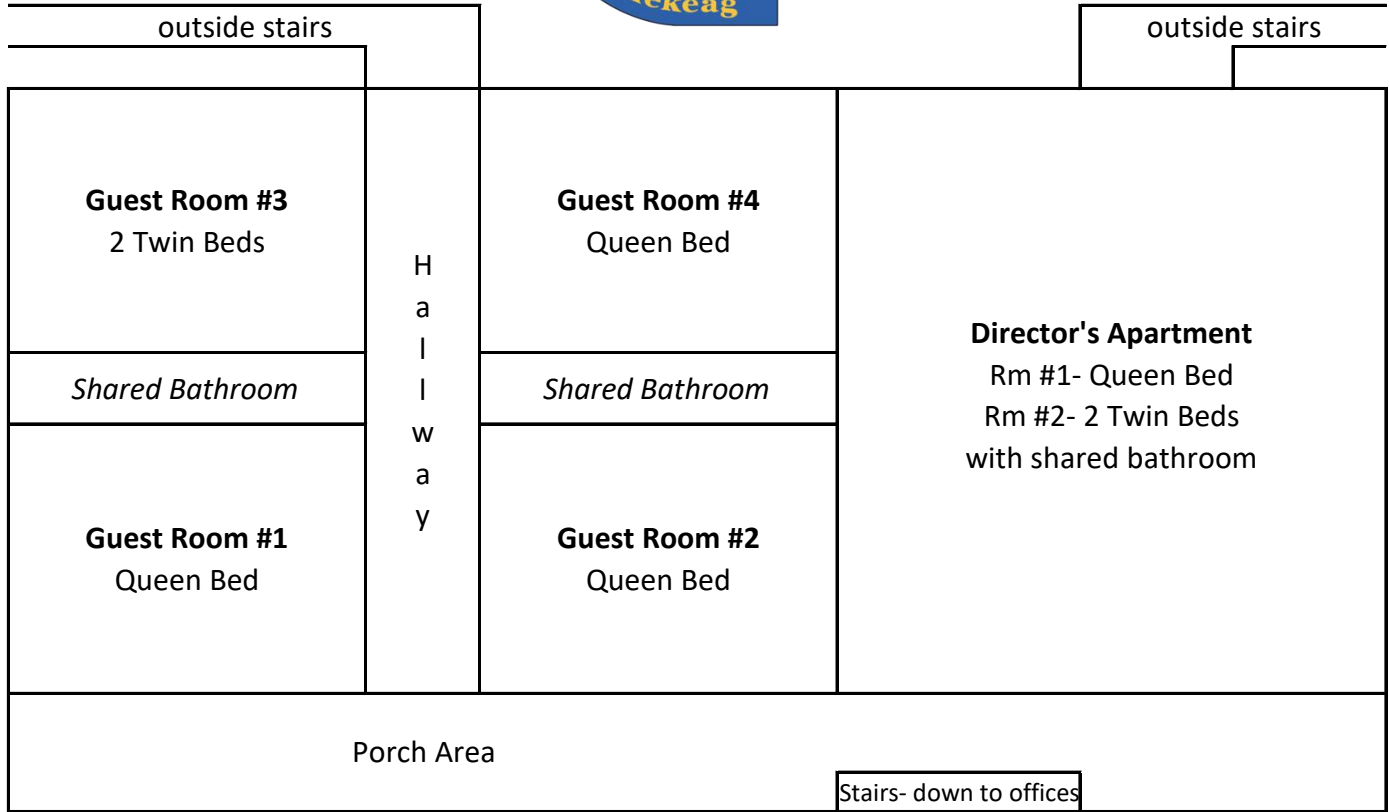 outside stairs
outside stairs
Guest Room #3
2 Twin Beds
Guest Room #4
Queen Bed
Hallway
Director's Apartment
Rm #1- Queen Bed
Rm #2- 2 Twin Beds
with shared bathroom
Shared Bathroom
Shared Bathroom
Guest Room #1
Queen Bed
Guest Room #2
Queen Bed
Porch Area
Stairs- down to offices